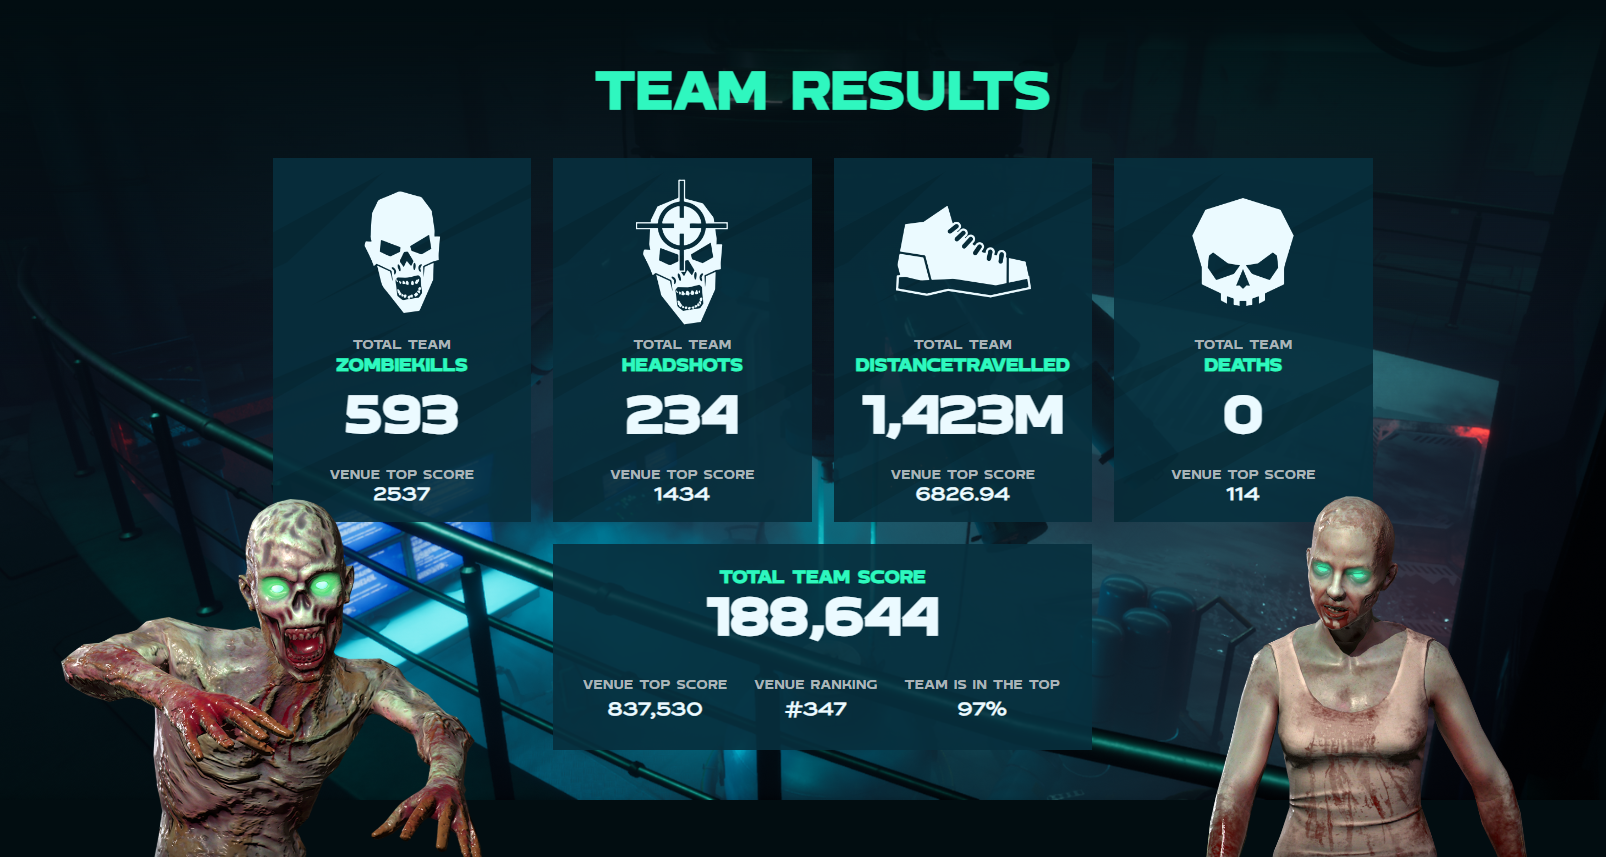 TEAM RESULTS
TOTAL TEAM
ZOMBIEKILLS
593
VENUE TOP SCORE
2537
TOTAL TEAM
HEADSHOTS
234
VENUE TOP SCORE
1434
TOTAL TEAM
DISTANCETRAVELLED
1,423M
VENUE TOP SCORE
6826.94
TOTAL TEAM
DEATHS
0
VENUE TOP SCORE
114
TOTAL TEAM SCORE
188,644
VENUE TOP SCORE
837,530
VENUE RANKING
#347
TEAM IS IN THE TOP
97%